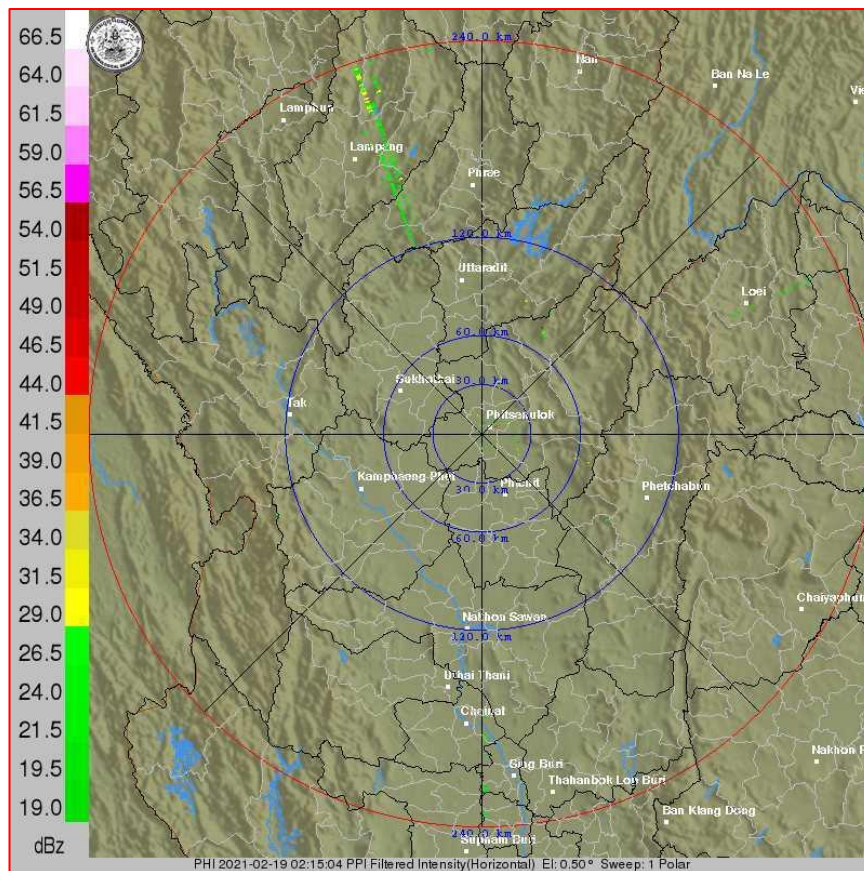 66.5
64.0
61.5
59.0
56.5
54.0
51.5
49.0
46.5
44.0
41.5
39.0
36.5
34.0
31.5
29.0
26.5
24.0
21.5
19.5
19.0
dBz
240.0 km
Nan
Ban Na Le
Vie
Lamphun
Lampang
Phrae
120.0 km
Uttaradit
Loei
60.0 km
30.0 km
Sukhothai
Tak
Phitsanulok
Kamphaeng Phet
Phichit
30.0 km
Phetchabun
60.0 km
Chaiyaphum
Nakhon Sawan
120.0 km
Uthai Thani
Chainat
Nakhon R
Sing Buri
Thahanbok Lop Buri
Ban Klang Dong
240.0 km
Suphan Buri
PHI 2021-02-19 02:15:04 PPI Filtered Intensity(Horizontal) El: 0.50° Sweep: 1 Polar